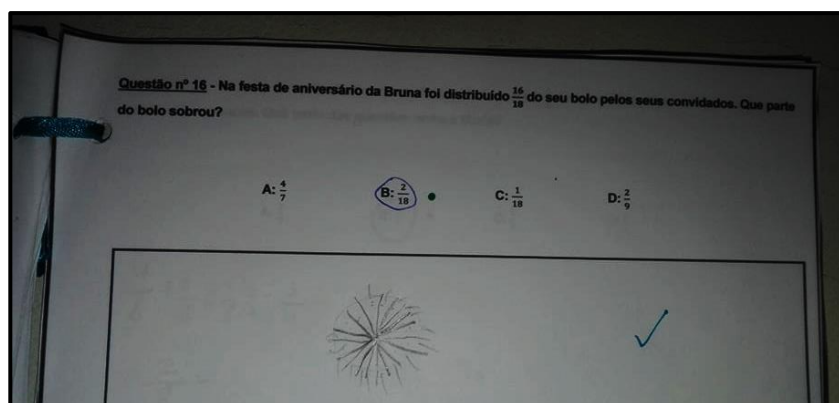 Questão nº 16 - Na festa de aniversário da Bruna foi distribuído 16/18 do seu bolo pelos seus convidados. Que parte
do bolo sobrou?
A: 4/7 B: 2/18 C: 1/18 D: 2/9